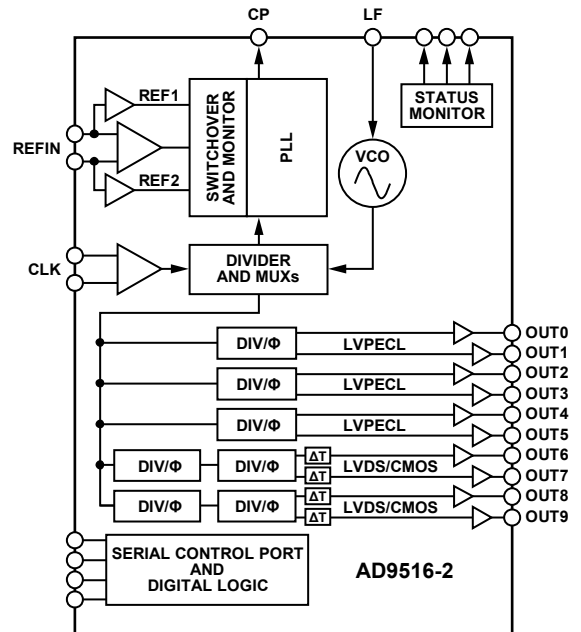 CP
LF
REF1
REFIN
REF2
SWITCHOVER
AND MONITOR
PLL
STATUS
MONITOR
VCO
CLK
DIVIDER
AND MUXs
DIV/Φ
LVPECL
OUT0
OUT1
DIV/Φ
LVPECL
OUT2
OUT3
DIV/Φ
LVPECL
OUT4
OUT5
DIV/Φ
DIV/Φ
ΔT
ΔT
LVDS/CMOS
OUT6
OUT7
DIV/Φ
DIV/Φ
ΔT
ΔT
LVDS/CMOS
OUT8
OUT9
SERIAL CONTROL PORT
AND
DIGITAL LOGIC
AD9516-2